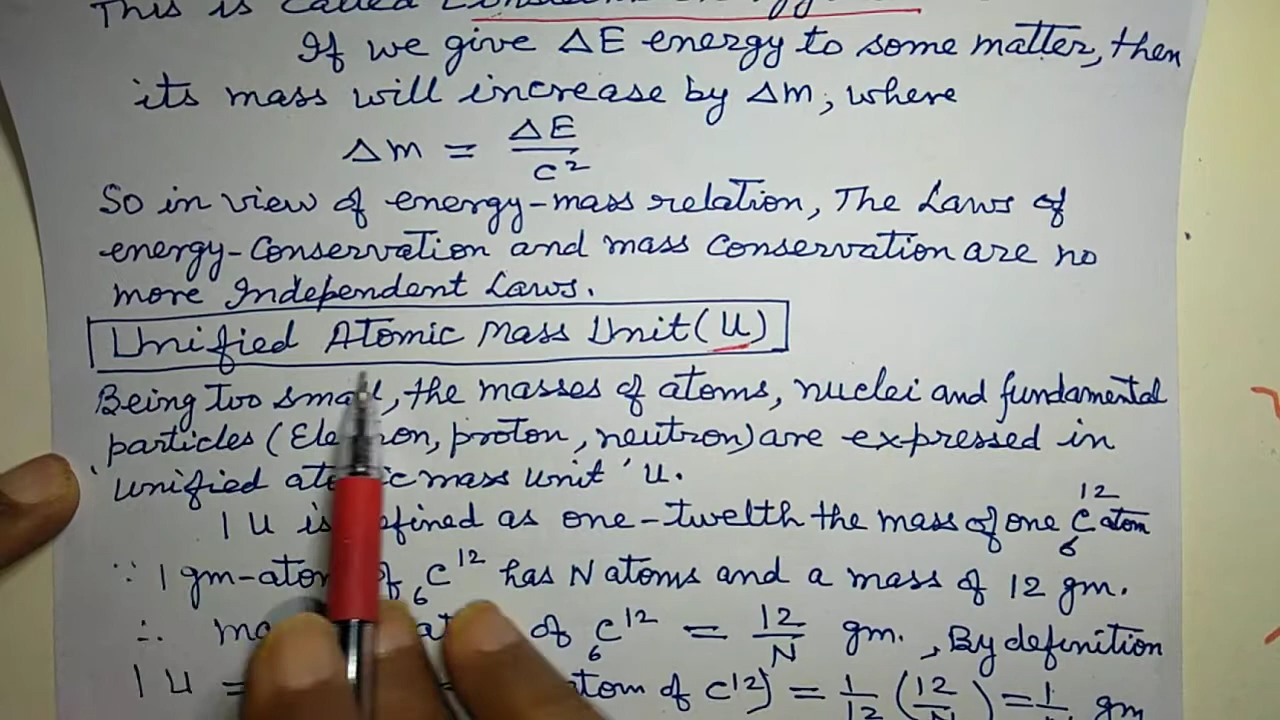 This is called
If we give ΔE energy to some matter, then
its mass will increase by Δm, where
Δm = ΔE/c²
So in view of energy-mass relation, The Laws of
energy-Conservation and mass Conservation are no
more Independent Laws.
Unified Atomic Mass Unit (U)
Being Too small, the masses of atoms, nuclei and fundamental
particles (Electron, proton, neutron) are expressed in
'unified atomic mass unit' U.
1 U is defined as one-twelth the mass of one ₆C¹² atom
∵ 1 gm-atom of ₆C¹² has N atoms and a mass of 12 gm.
∴ of ₆C¹² = 12/N gm., By definition
1 U = atom of C¹²) = 1/12 (12/N) = gm